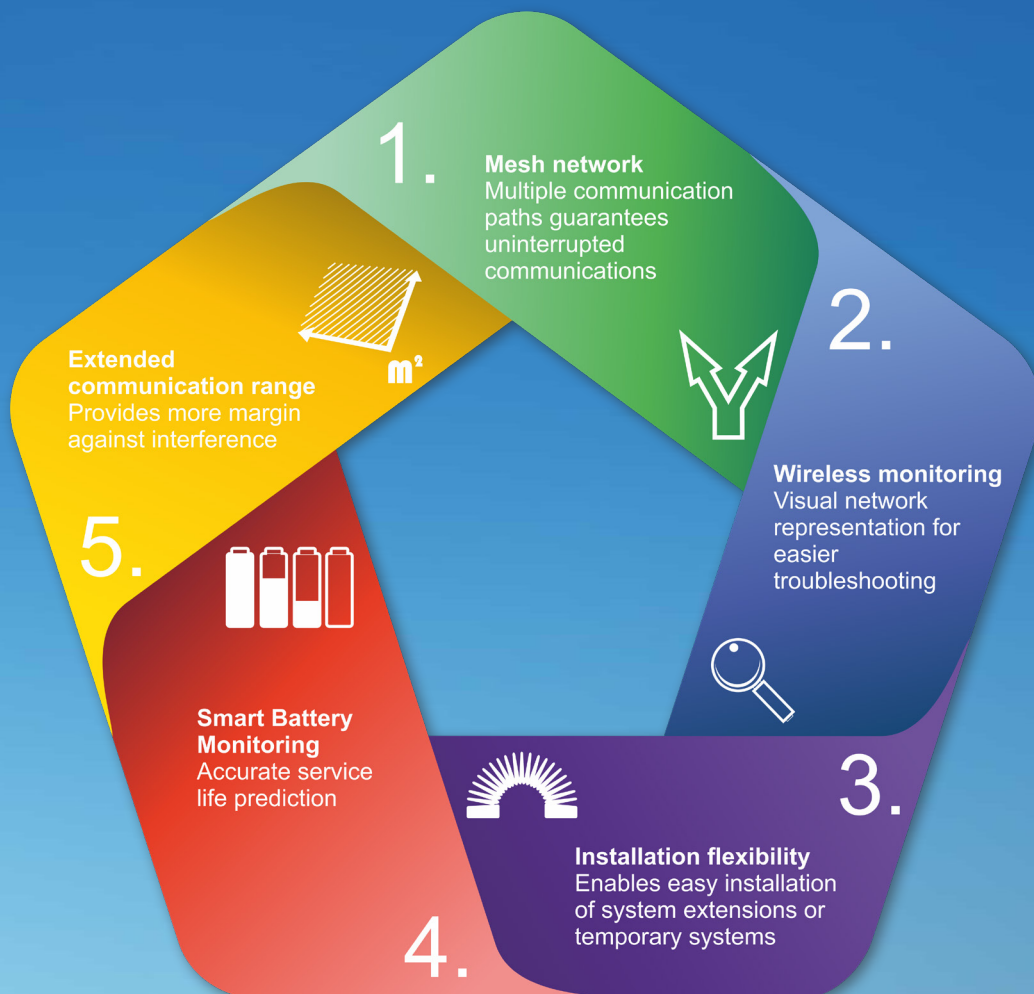 1.
Mesh network
Multiple communication
paths guarantees
uninterrupted
communications
2.
Wireless monitoring
Visual network
representation for
easier
troubleshooting
3.
Installation flexibility
Enables easy installation
of system extensions or
temporary systems
4.
Smart Battery
Monitoring
Accurate service
life prediction
5.
Extended
communication range
Provides more margin
against interference
m²